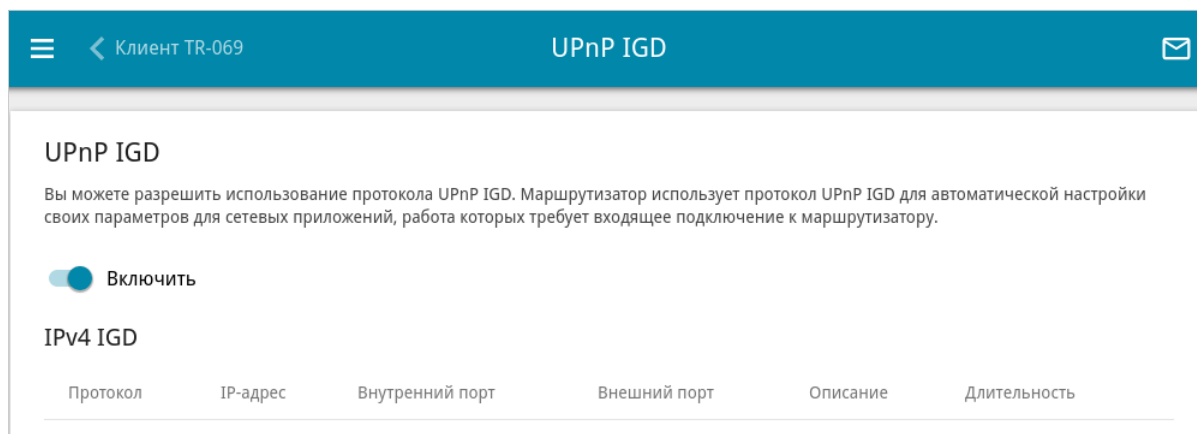 Клиент TR-069 UPnP IGD
UPnP IGD
Вы можете разрешить использование протокола UPnP IGD. Маршрутизатор использует протокол UPnP IGD для автоматической настройки
своих параметров для сетевых приложений, работа которых требует входящее подключение к маршрутизатору.
Включить
IPv4 IGD
Протокол IP-адрес Внутренний порт Внешний порт Описание Длительность